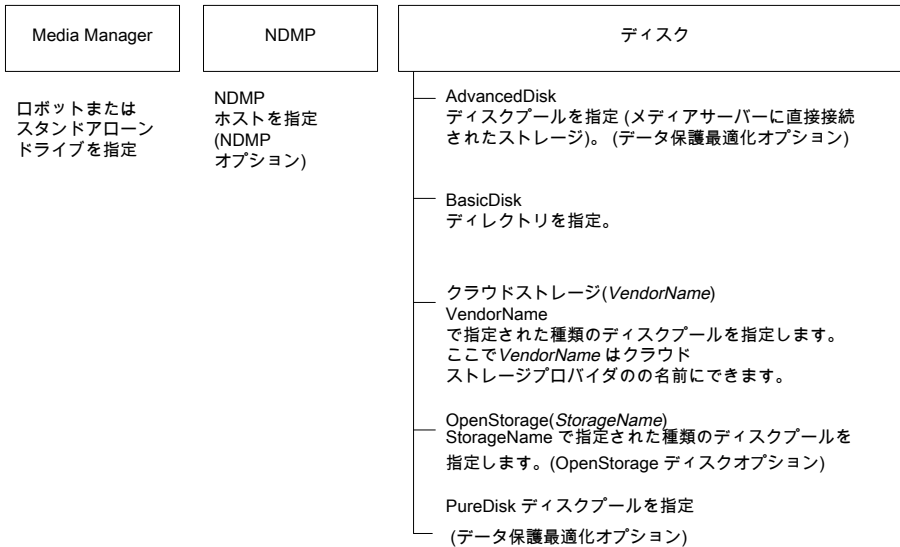 Media Manager
NDMP
ディスク
ロボットまたは
スタンドアローン
ドライブを指定
NDMP
ホストを指定
(NDMP
オプション)
AdvancedDisk
ディスクプールを指定 (メディアサーバーに直接接続
されたストレージ)。 (データ保護最適化オプション)
BasicDisk
ディレクトリを指定。
クラウドストレージ(VendorName)
VendorName
で指定された種類のディスクプールを指定します。
ここでVendorName はクラウド
ストレージプロバイダのの名前にできます。
OpenStorage(StorageName)
StorageName で指定された種類のディスクプールを
指定します。(OpenStorage ディスクオプション)
PureDisk ディスクプールを指定
(データ保護最適化オプション)